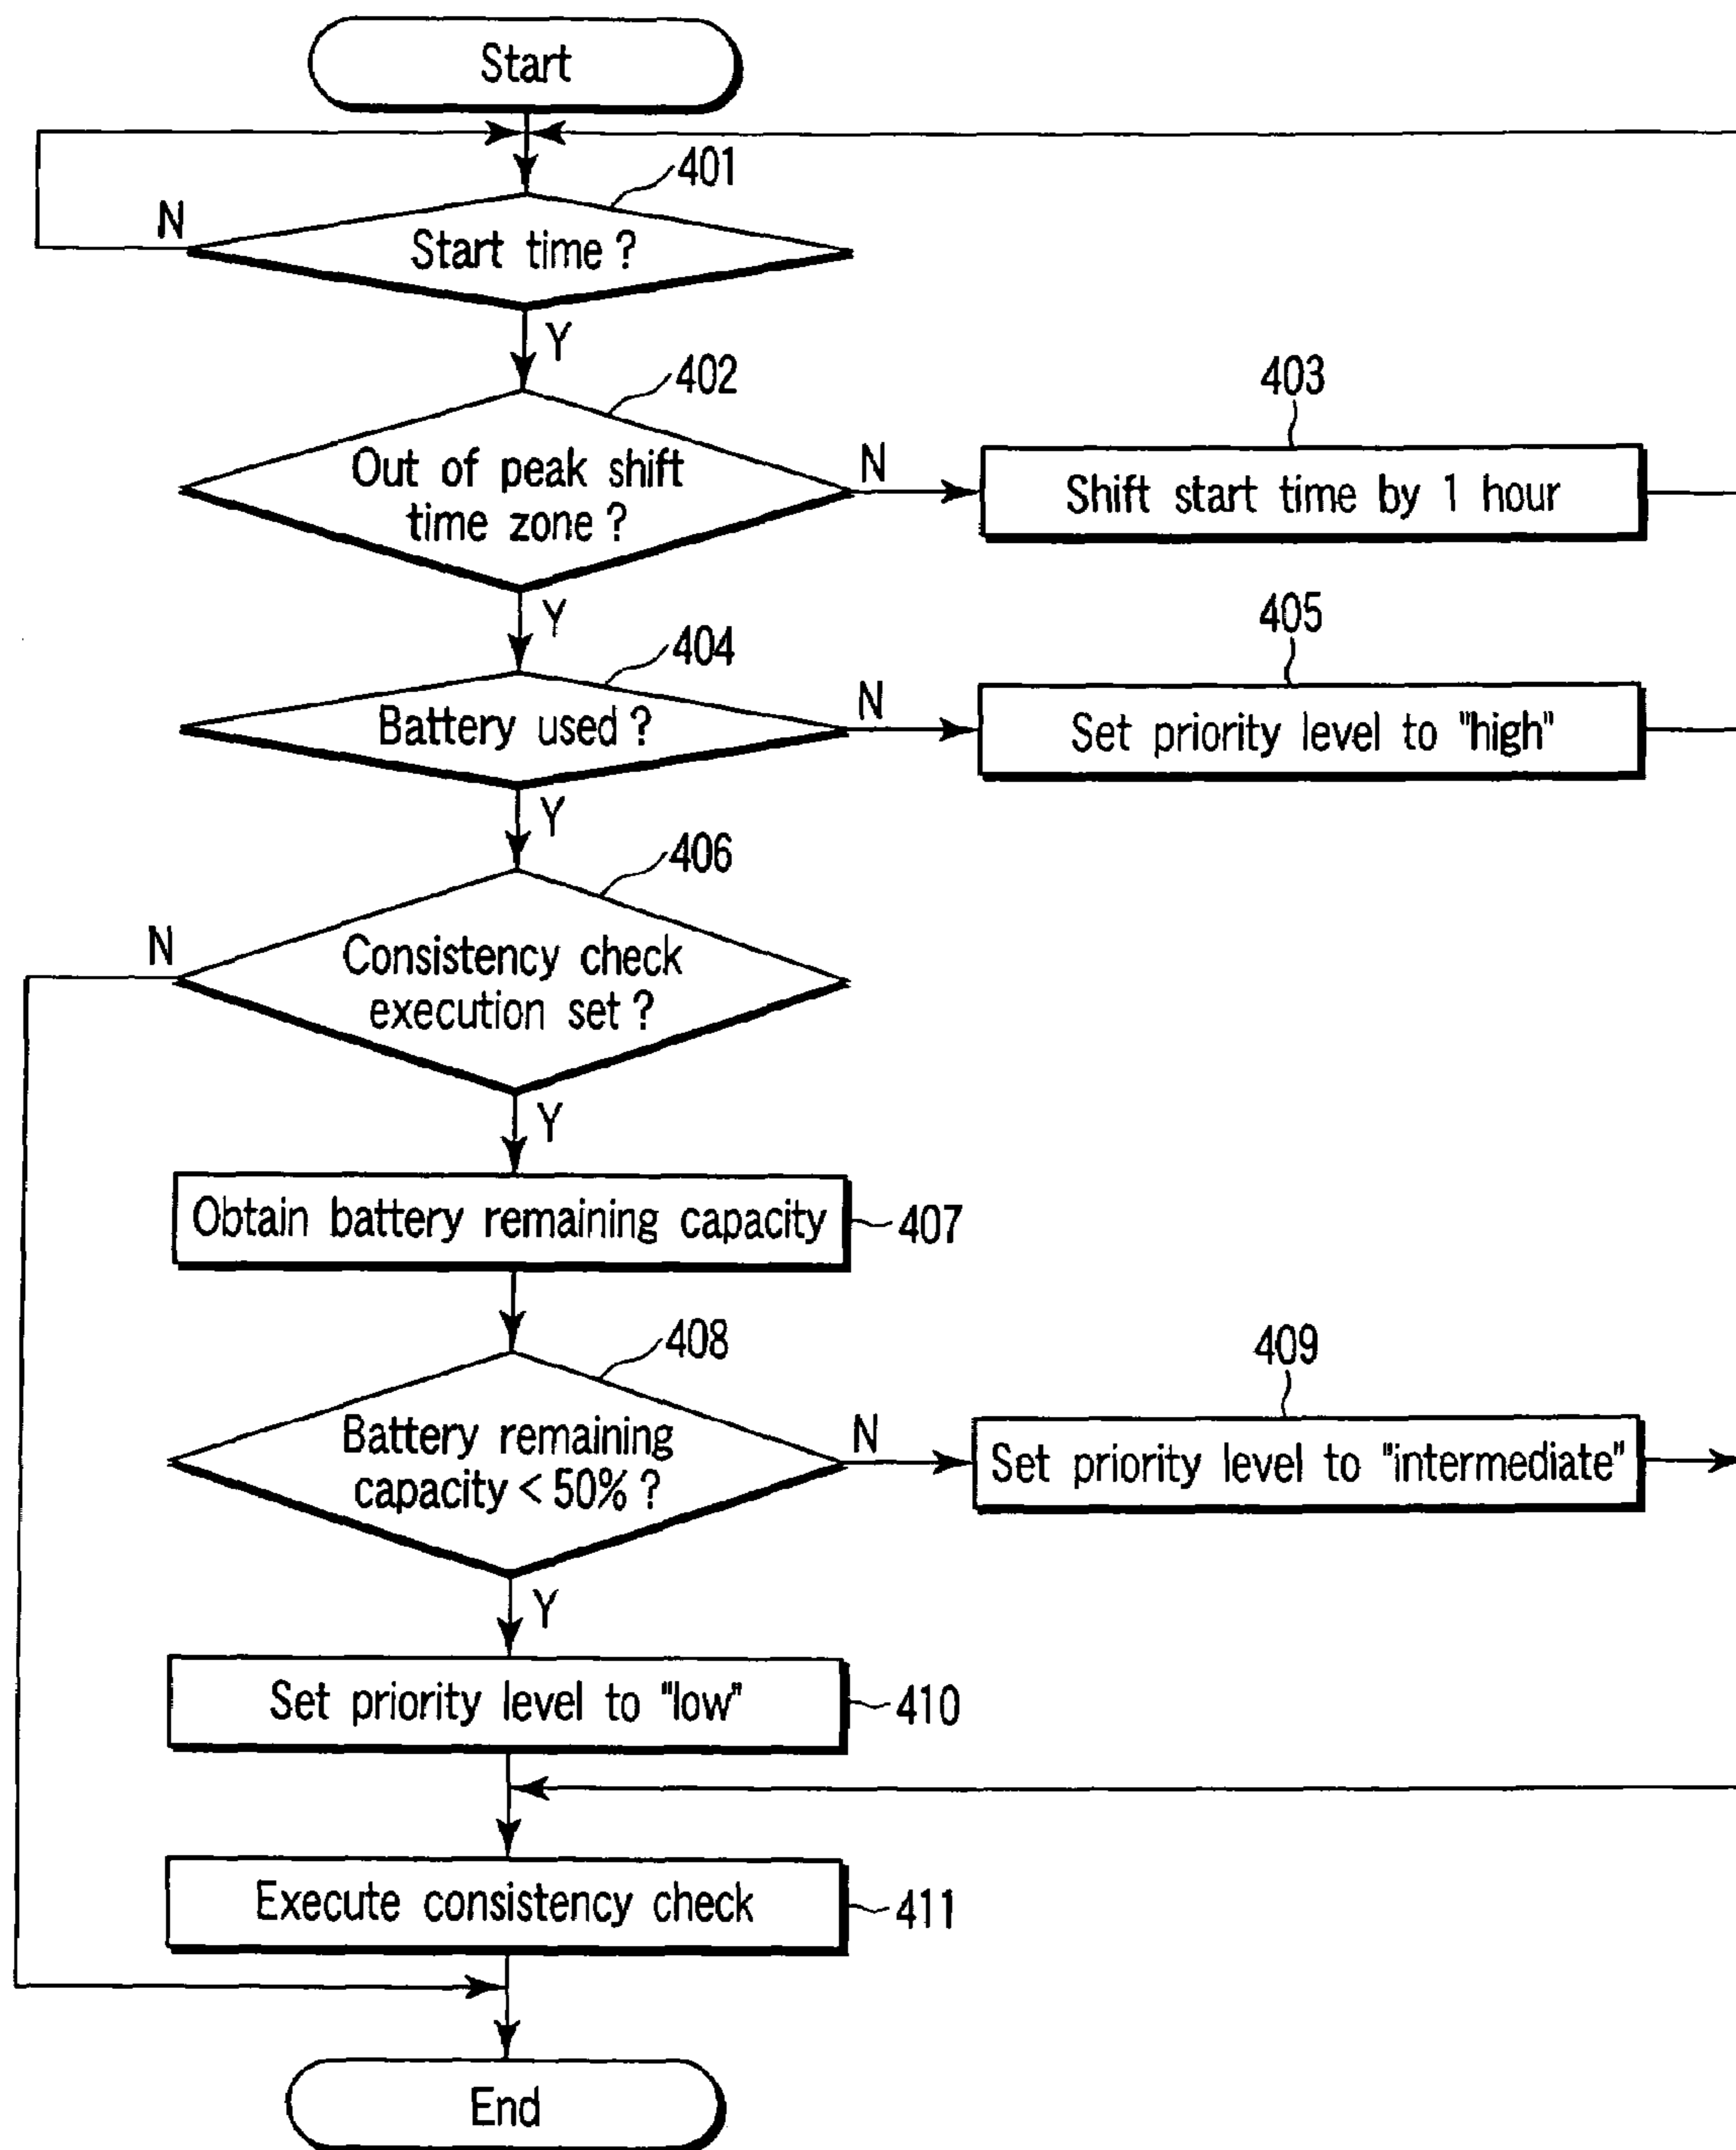 Start
401
N
Start time ?
Y
402
403
Out of peak shift
time zone ?
N
Shift start time by 1 hour
Y
404
405
Battery used ?
N
Set priority level to "high"
Y
406
N
Consistency check
execution set ?
Y
Obtain battery remaining capacity
407
408
409
Battery remaining
capacity < 50% ?
N
Set priority level to "intermediate"
Y
Set priority level to "low"
410
Execute consistency check
411
End